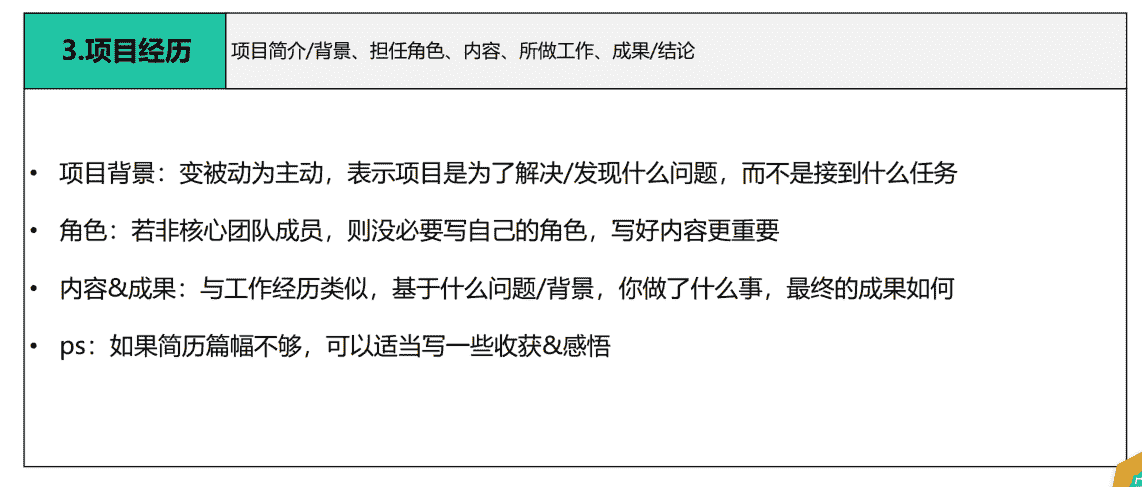 3.项目经历
项目简介/背景、担任角色、内容、所做工作、成果/结论
• 项目背景：变被动为主动，表示项目是为了解决/发现什么问题，而不是接到什么任务
• 角色：若非核心团队成员，则没必要写自己的角色，写好内容更重要
• 内容&成果：与工作经历类似，基于什么问题/背景，你做了什么事，最终的成果如何
• ps：如果简历篇幅不够，可以适当写一些收获&感悟